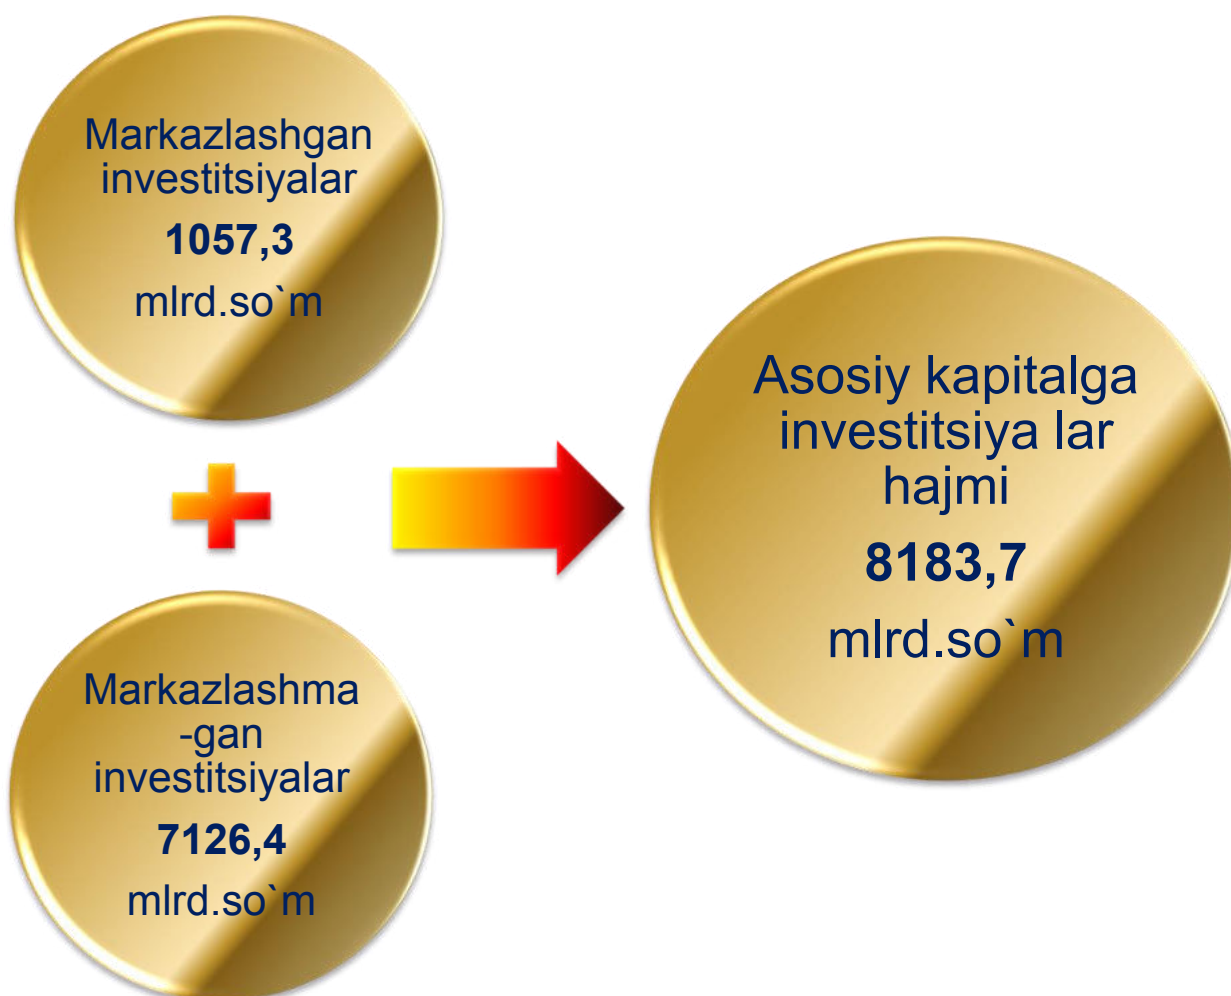 Markazlashgan
investitsiyalar
1057,3
mlrd.so`m
Markazlashma
-gan
investitsiyalar
7126,4
mlrd.so`m
Asosiy kapitalga
investitsiya lar
hajmi
8183,7
mlrd.so`m